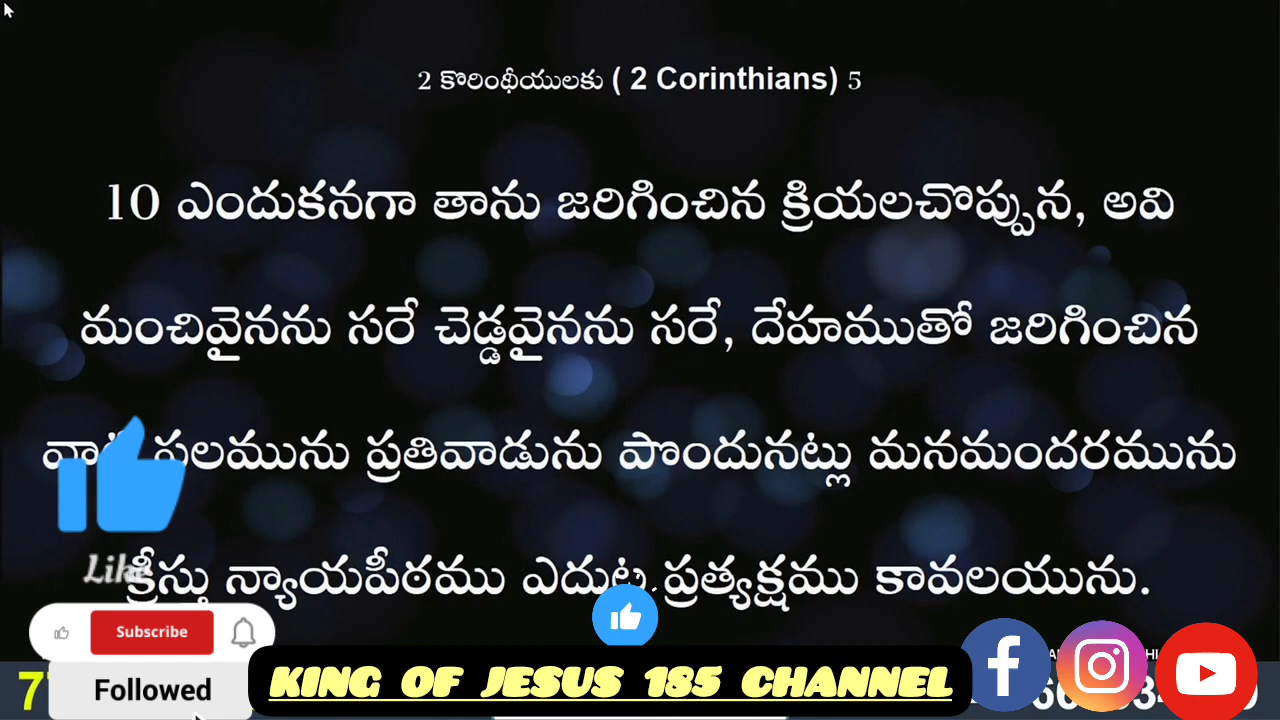 2 కొరింథీయులకు ( 2 Corinthians) 5
10 ఎందుకనగా తాను జరిగించిన క్రియలచొప్పున, అవి
మంచివైనను సరే చెడ్డవైనను సరే, దేహముతో జరిగించిన
ప్రతివాడును పొందునట్లు మనమందరమును
Like
క్రీస్తు న్యాయపీఠము ఎదుట ప్రత్యక్షము కావలయును.
Subscribe
Followed
KING OF JESUS 185 CHANNEL